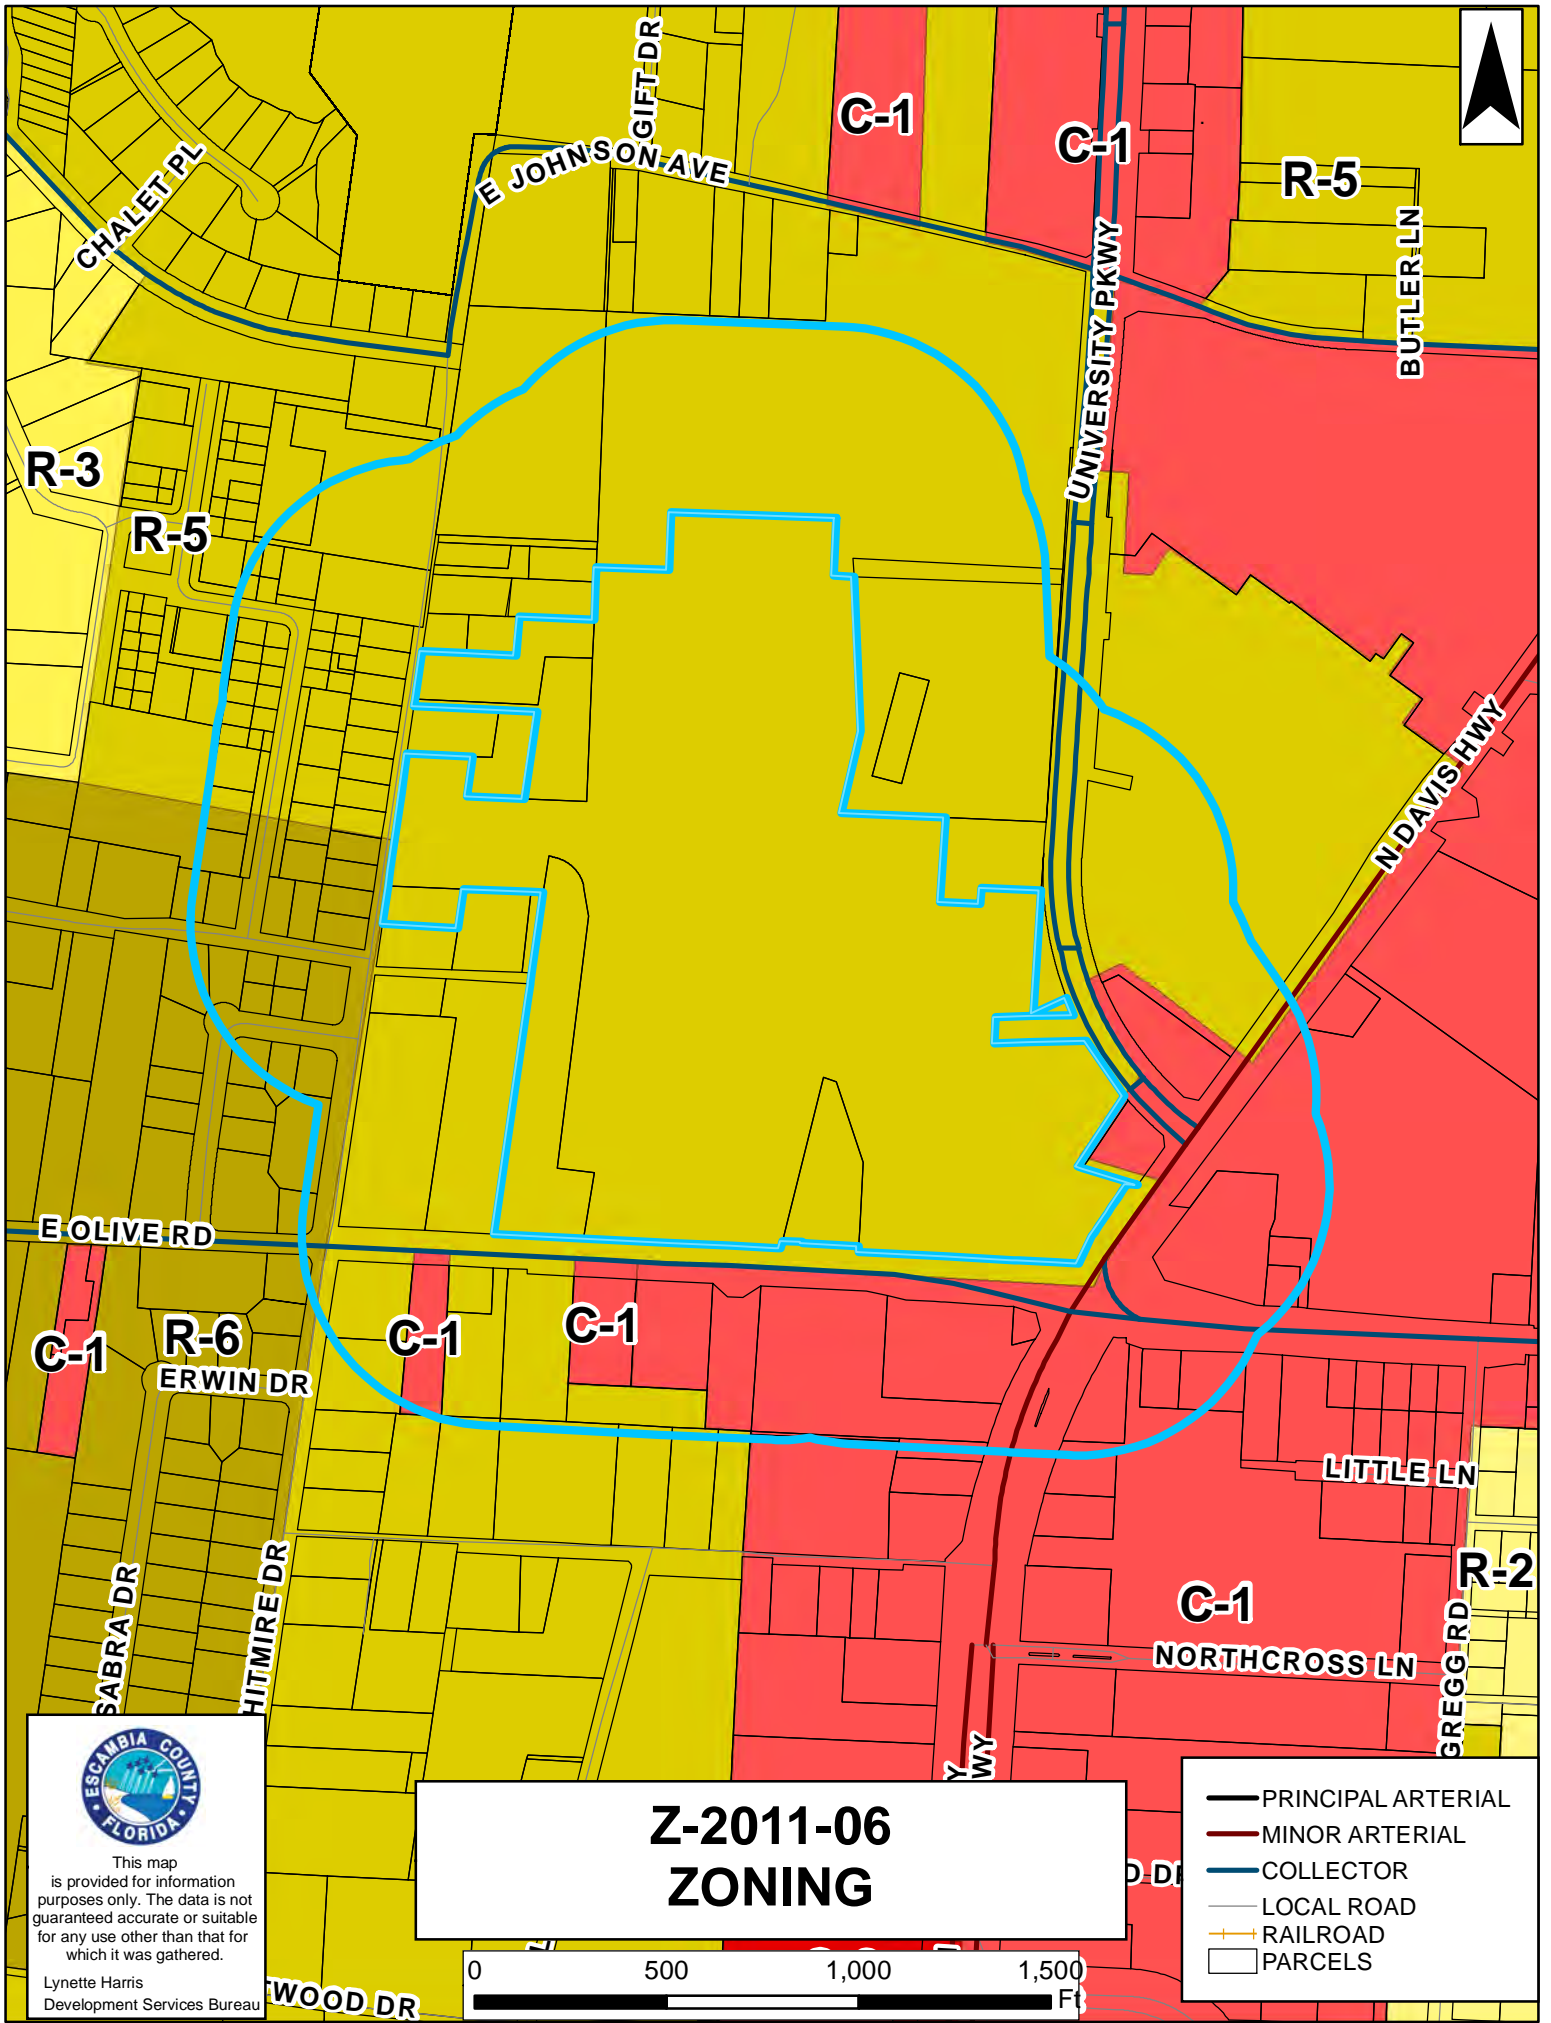 GIFT DR
C-1
C-1
R-5
E JOHNSON AVE
CHALET PL
BUTLER LN
UNIVERSITY PKWY
R-3
R-5
N DAVIS HWY
E OLIVE RD
C-1
R-6
C-1
C-1
ERWIN DR
LITTLE LN
R-2
C-1
NORTHCROSS LN
GREGG RD
SABRA DR
HITMIRE DR
WY
Y
D DR
TWOOD DR
ESCAMBIA COUNTY
FLORIDA
This map
is provided for information
purposes only. The data is not
guaranteed accurate or suitable
for any use other than that for
which it was gathered.
Lynette Harris
Development Services Bureau
Z-2011-06
ZONING
0 500 1,000 1,500
Ft
PRINCIPAL ARTERIAL
MINOR ARTERIAL
COLLECTOR
LOCAL ROAD
RAILROAD
PARCELS